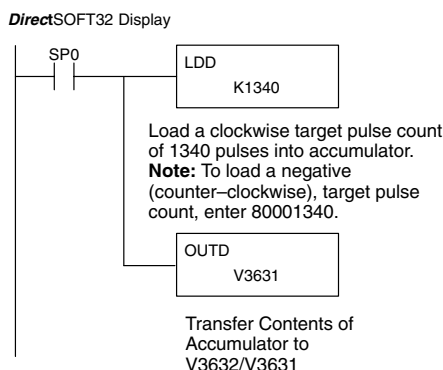 DirectSOFT32 Display
SP0
LDD
K1340
Load a clockwise target pulse count
of 1340 pulses into accumulator.
Note: To load a negative
(counter–clockwise), target pulse
count, enter 80001340.
OUTD
V3631
Transfer Contents of
Accumulator to
V3632/V3631